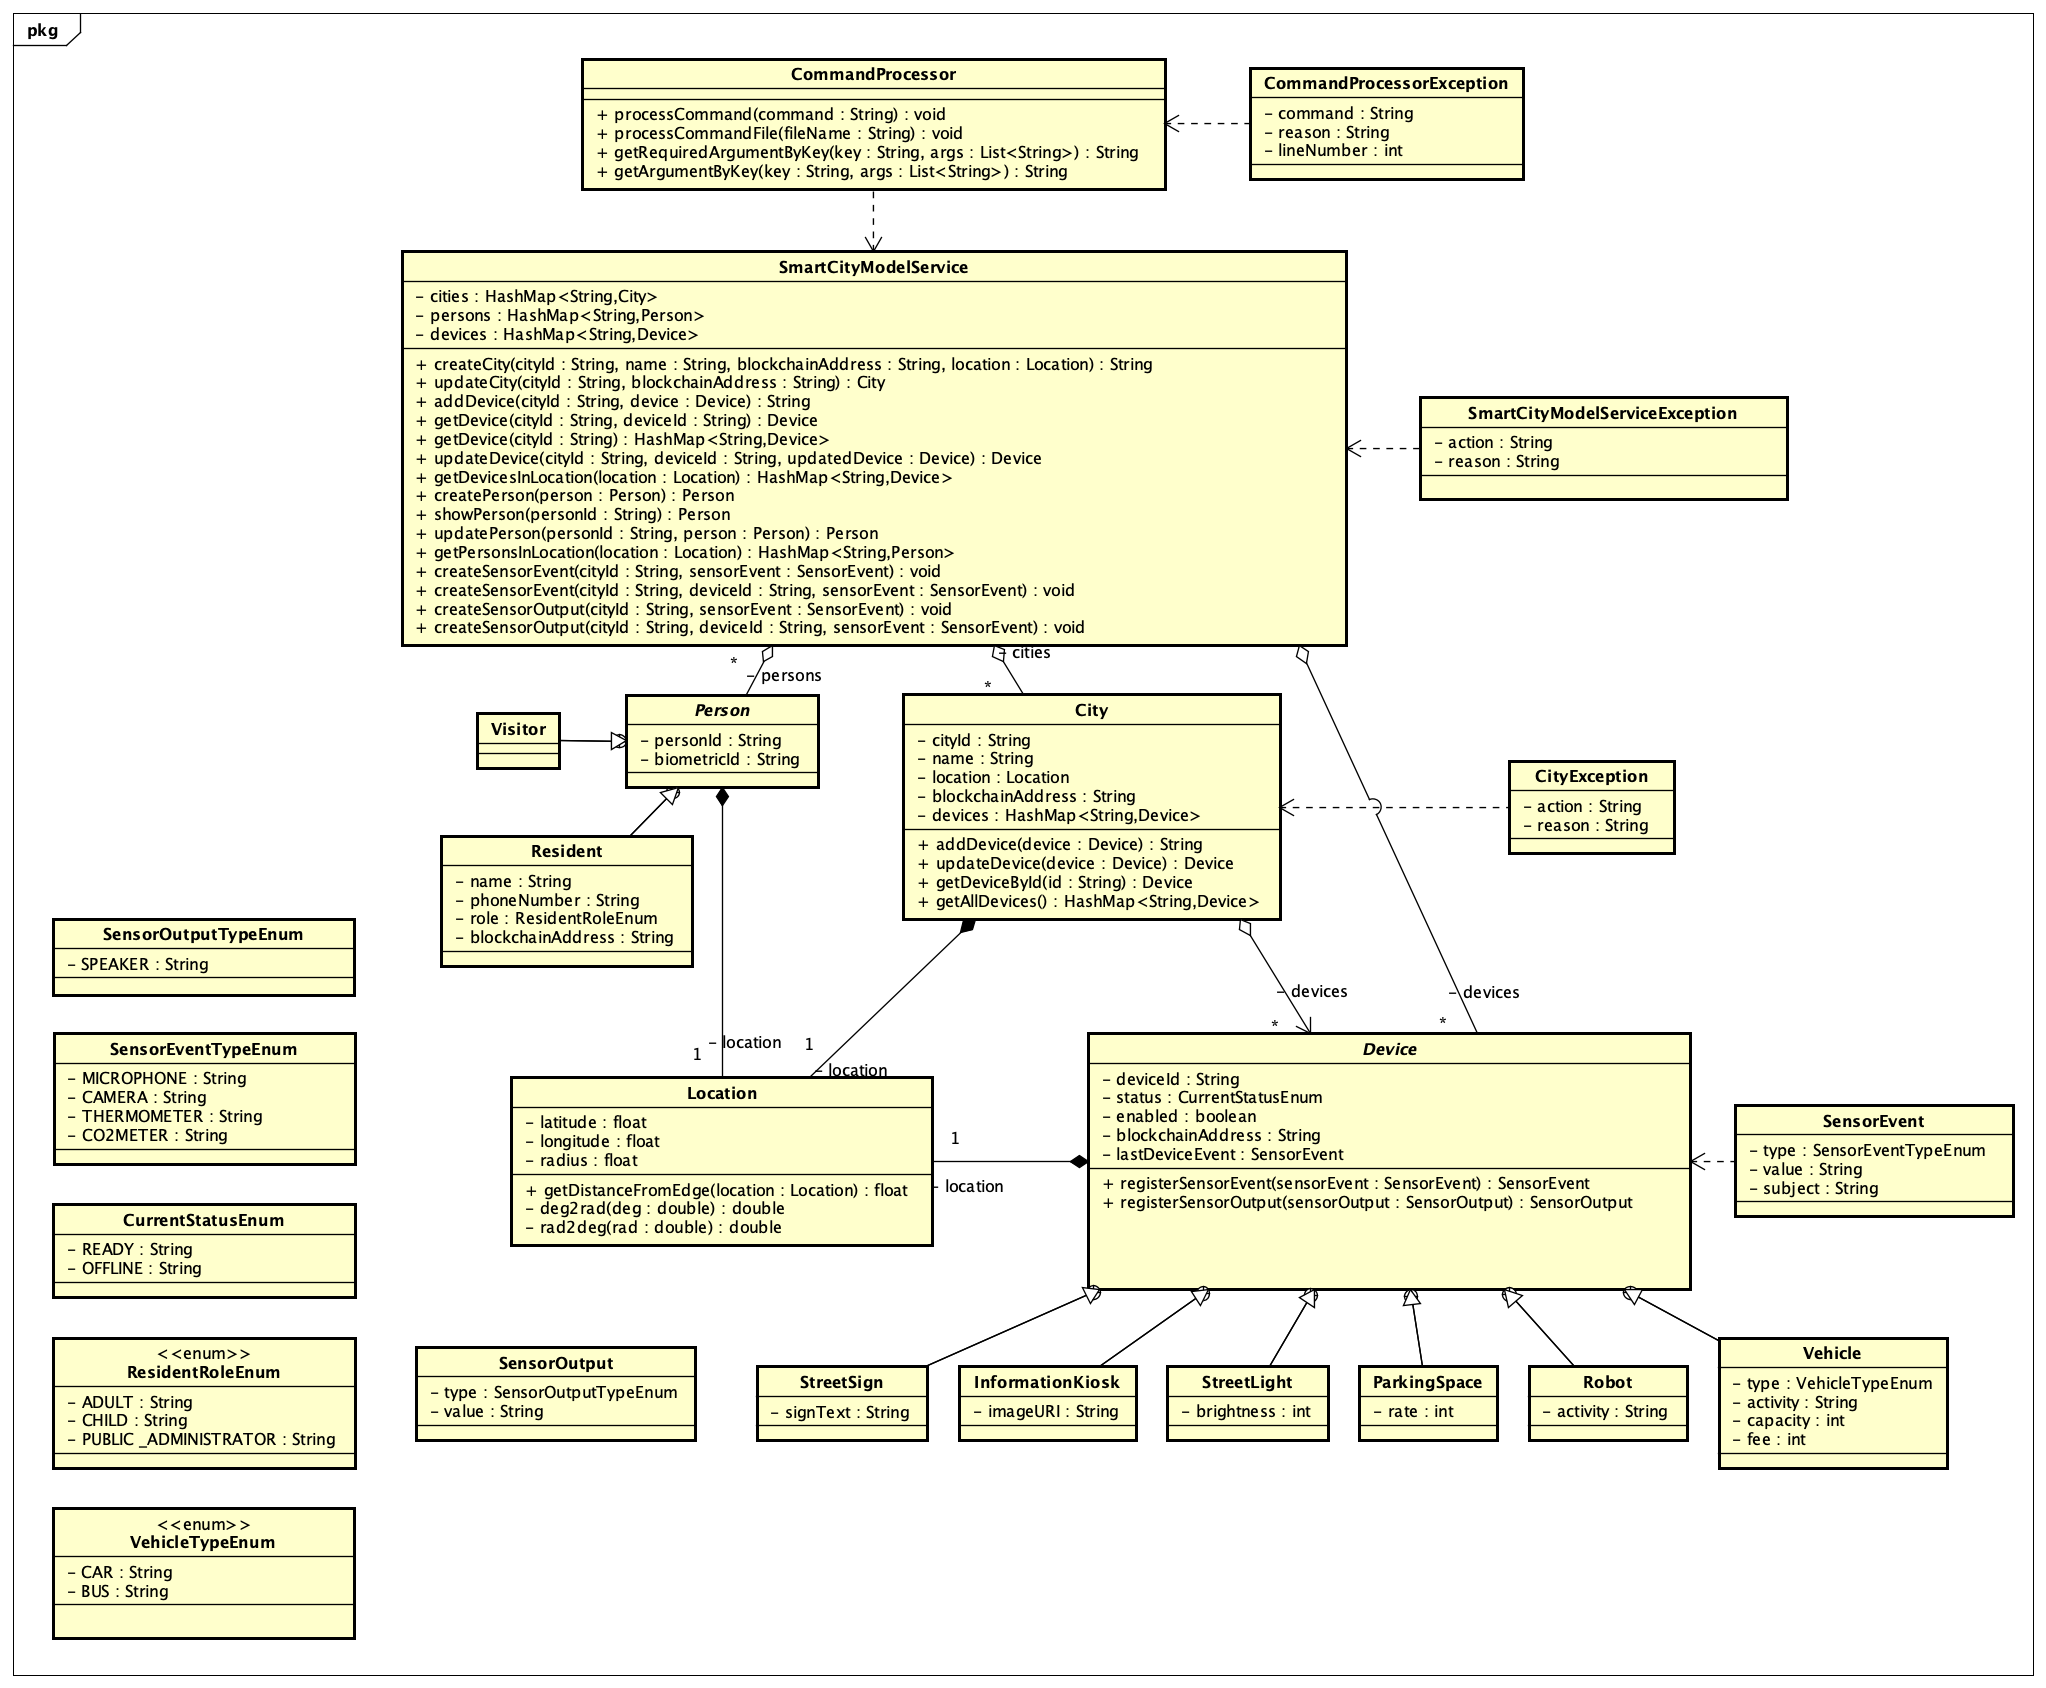 pkg
CommandProcessor
+ processCommand(command : String) : void
+ processCommandFile(fileName : String) : void
+ getRequiredArgumentByKey(key : String, args : List<String>) : String
+ getArgumentByKey(key : String, args : List<String>) : String
CommandProcessorException
- command : String
- reason : String
- lineNumber : int
SmartCityModelService
- cities : HashMap<String,City>
- persons : HashMap<String,Person>
- devices : HashMap<String,Device>
+ createCity(cityId : String, name : String, blockchainAddress : String, location : Location) : String
+ updateCity(cityId : String, blockchainAddress : String) : City
+ addDevice(cityId : String, device : Device) : String
+ getDevice(cityId : String, deviceId : String) : Device
+ getDevice(cityId : String) : HashMap<String,Device>
+ updateDevice(cityId : String, deviceId : String, updatedDevice : Device) : Device
+ getDevicesInLocation(location : Location) : HashMap<String,Device>
+ createPerson(person : Person) : Person
+ showPerson(personId : String) : Person
+ updatePerson(personId : String, person : Person) : Person
+ getPersonsInLocation(location : Location) : HashMap<String,Person>
+ createSensorEvent(cityId : String, sensorEvent : SensorEvent) : void
+ createSensorEvent(cityId : String, deviceId : String, sensorEvent : SensorEvent) : void
+ createSensorOutput(cityId : String, sensorEvent : SensorEvent) : void
+ createSensorOutput(cityId : String, deviceId : String, sensorEvent : SensorEvent) : void
SmartCityModelServiceException
- action : String
- reason : String
*
- persons
- cities
*
Visitor
Person
- personId : String
- biometricId : String
City
- cityId : String
- name : String
- location : Location
- blockchainAddress : String
- devices : HashMap<String,Device>
+ addDevice(device : Device) : String
+ updateDevice(device : Device) : Device
+ getDeviceById(id : String) : Device
+ getAllDevices() : HashMap<String,Device>
CityException
- action : String
- reason : String
Resident
- name : String
- phoneNumber : String
- role : ResidentRoleEnum
- blockchainAddress : String
SensorOutputTypeEnum
- SPEAKER : String
- devices
*
- devices
*
1
- location
1
- location
SensorEventTypeEnum
- MICROPHONE : String
- CAMERA : String
- THERMOMETER : String
- CO2METER : String
Location
- latitude : float
- longitude : float
- radius : float
+ getDistanceFromEdge(location : Location) : float
- deg2rad(deg : double) : double
- rad2deg(rad : double) : double
1
- location
Device
- deviceId : String
- status : CurrentStatusEnum
- enabled : boolean
- blockchainAddress : String
- lastDeviceEvent : SensorEvent
+ registerSensorEvent(sensorEvent : SensorEvent) : SensorEvent
+ registerSensorOutput(sensorOutput : SensorOutput) : SensorOutput
SensorEvent
- type : SensorEventTypeEnum
- value : String
- subject : String
CurrentStatusEnum
- READY : String
- OFFLINE : String
<<enum>>
ResidentRoleEnum
- ADULT : String
- CHILD : String
- PUBLIC _ADMINISTRATOR : String
SensorOutput
- type : SensorOutputTypeEnum
- value : String
StreetSign
- signText : String
InformationKiosk
- imageURI : String
StreetLight
- brightness : int
ParkingSpace
- rate : int
Robot
- activity : String
Vehicle
- type : VehicleTypeEnum
- activity : String
- capacity : int
- fee : int
<<enum>>
VehicleTypeEnum
- CAR : String
- BUS : String